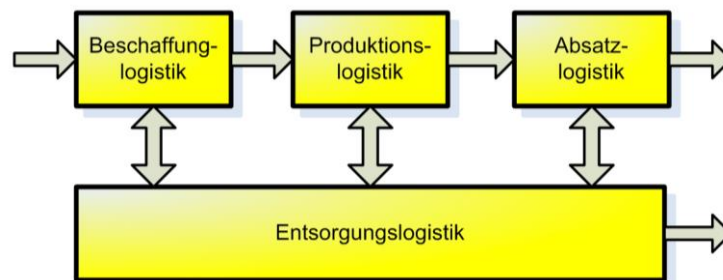 Beschaffung-
logistik
Produktions-
logistik
Absatz-
logistik
Entsorgungslogistik